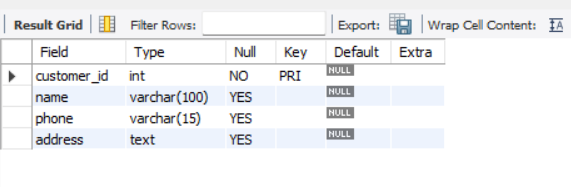 Result Grid Filter Rows: Export: Wrap Cell Content: IA
Field Type Null Key Default Extra
customer_id int NO PRI NULL
name varchar(100) YES NULL
phone varchar(15) YES NULL
address text YES NULL